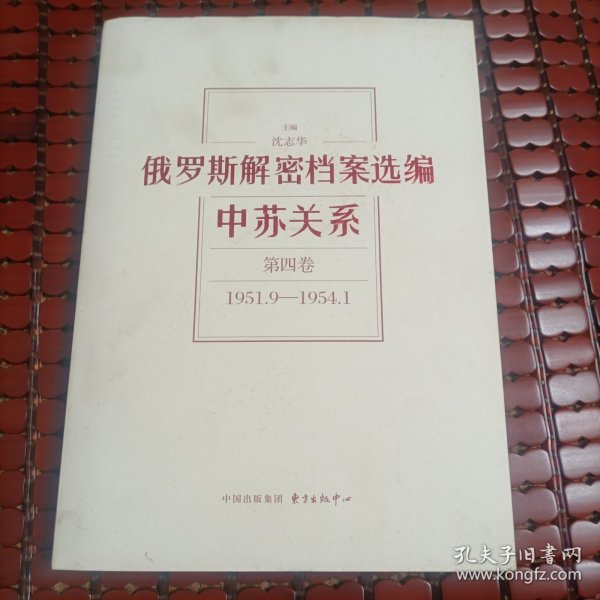 主编
沈志华
俄罗斯解密档案选编
中苏关系
第四卷
1951.9—1954.1
中国出版集团 东方出版中心
孔夫子旧书网
www.kongfz.com